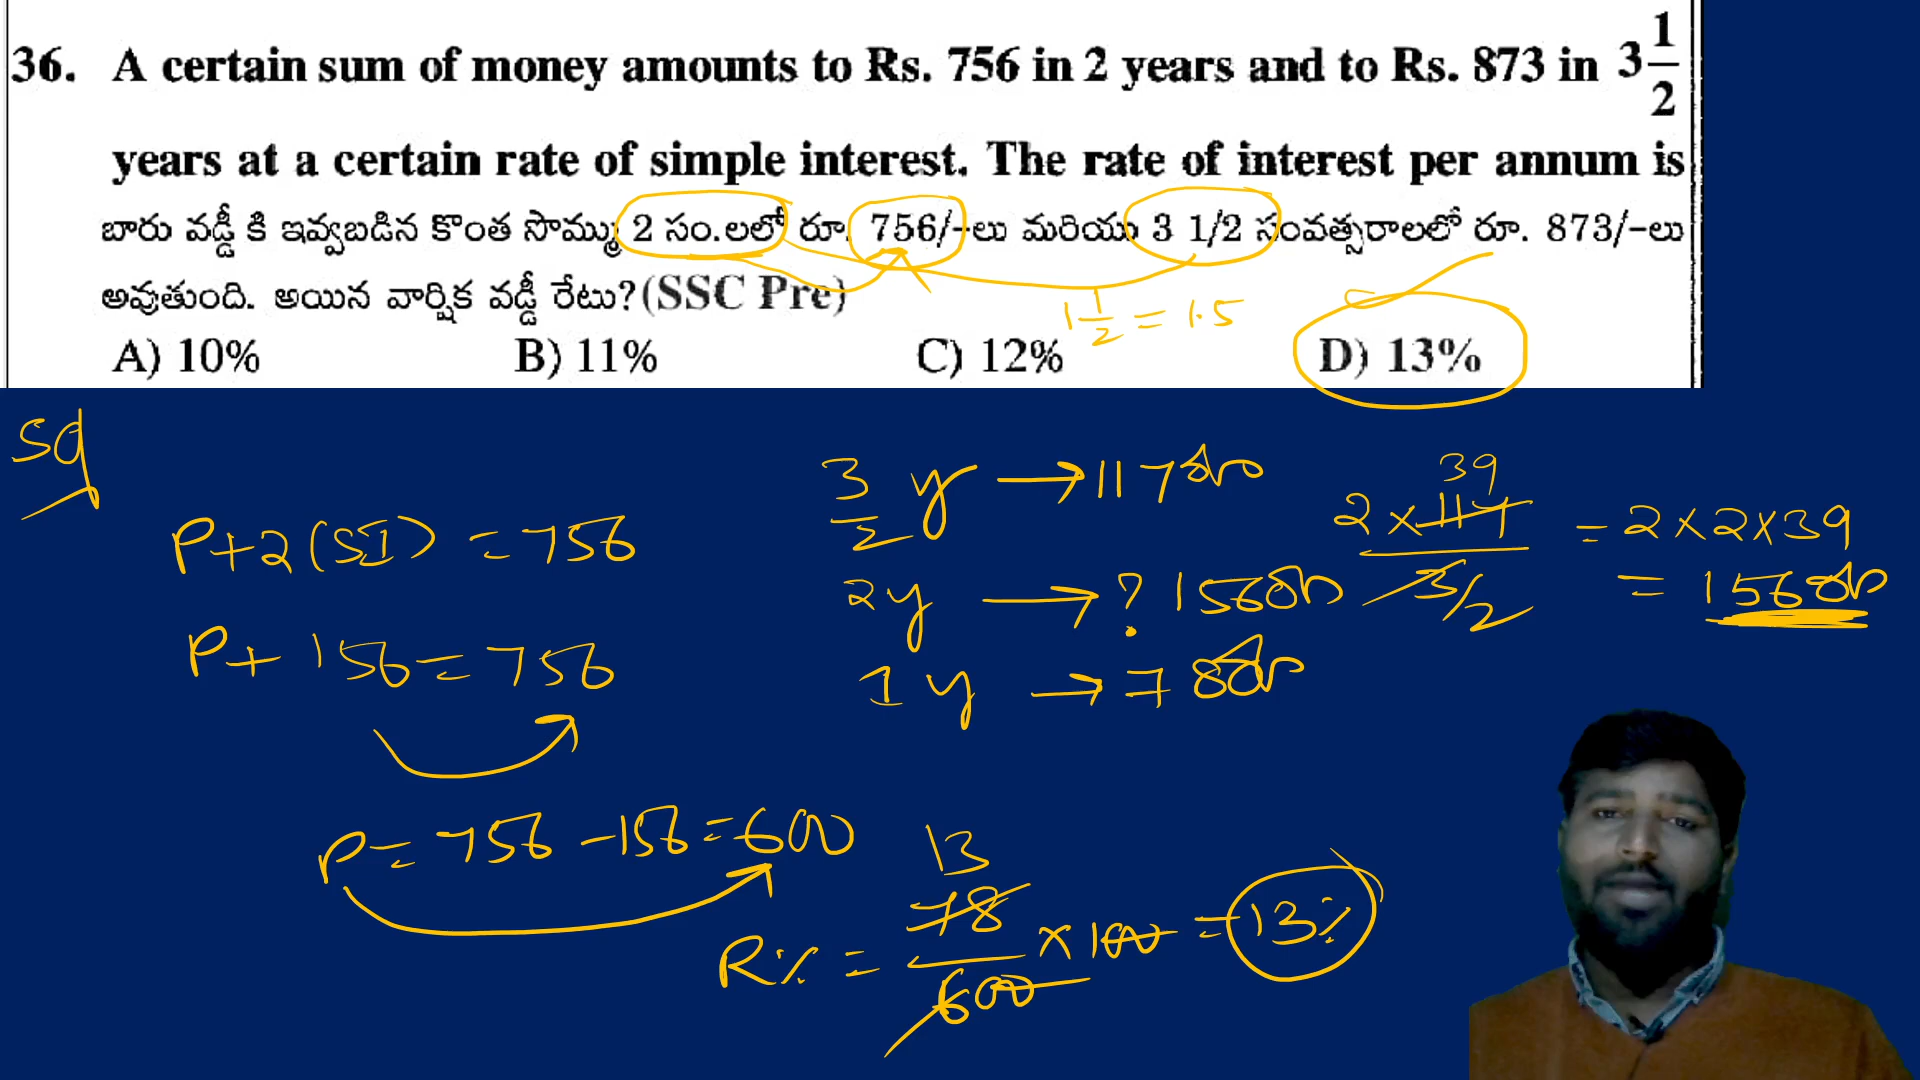 36. A certain sum of money amounts to Rs. 756 in 2 years and to Rs. 873 in 3 1/2
years at a certain rate of simple interest. The rate of interest per annum is
బారు వడ్డీ కి ఇవ్వబడిన కొంత సొమ్ము 2 సం.లలో రూ. 756/-లు మరియు 3 1/2 సంవత్సరాలలో రూ. 873/-లు
అవుతుంది. అయిన వార్షిక వడ్డీ రేటు? (SSC Pre)
1 1/2 = 1.5
A) 10% B) 11% C) 12% D) 13%
P+2(SI) = 756
P+ 156 = 756
P = 756 - 156 = 600
3/2 y → 117
2y → ? 156
1y → 78
39
2 × 117 / 3/2 = 2×2×39
= 156
13
R% = 78/600 × 100 = 13%